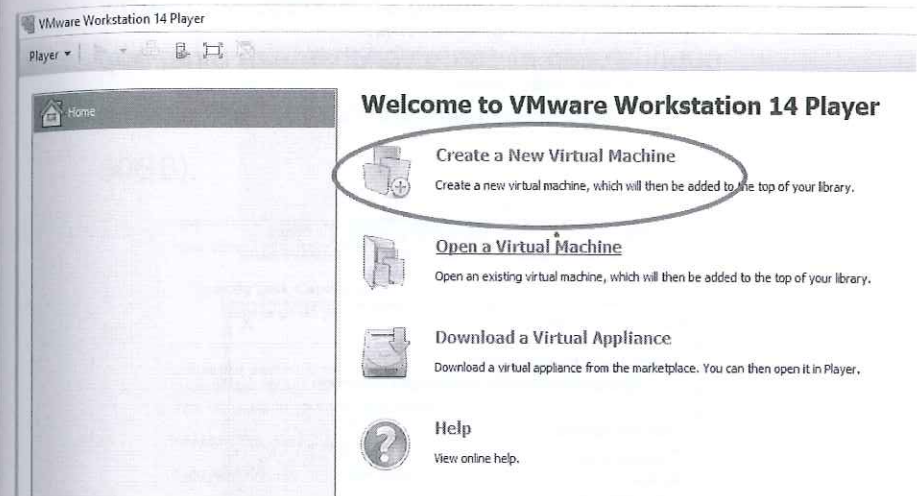 VMware Workstation 14 Player
Player
Home
Welcome to VMware Workstation 14 Player
Create a New Virtual Machine
Create a new virtual machine, which will then be added to the top of your library.
Open a Virtual Machine
Open an existing virtual machine, which will then be added to the top of your library.
Download a Virtual Appliance
Download a virtual appliance from the marketplace. You can then open it in Player.
Help
View online help.